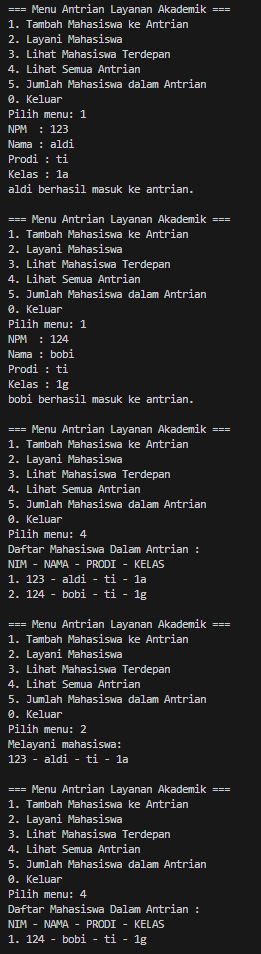 === Menu Antrian Layanan Akademik ===
1. Tambah Mahasiswa ke Antrian
2. Layani Mahasiswa
3. Lihat Mahasiswa Terdepan
4. Lihat Semua Antrian
5. Jumlah Mahasiswa dalam Antrian
0. Keluar
Pilih menu: 1
NPM  : 123
Nama : aldi
Prodi : ti
Kelas : 1a
aldi berhasil masuk ke antrian.

=== Menu Antrian Layanan Akademik ===
1. Tambah Mahasiswa ke Antrian
2. Layani Mahasiswa
3. Lihat Mahasiswa Terdepan
4. Lihat Semua Antrian
5. Jumlah Mahasiswa dalam Antrian
0. Keluar
Pilih menu: 1
NPM  : 124
Nama : bobi
Prodi : ti
Kelas : 1g
bobi berhasil masuk ke antrian.

=== Menu Antrian Layanan Akademik ===
1. Tambah Mahasiswa ke Antrian
2. Layani Mahasiswa
3. Lihat Mahasiswa Terdepan
4. Lihat Semua Antrian
5. Jumlah Mahasiswa dalam Antrian
0. Keluar
Pilih menu: 4
Daftar Mahasiswa Dalam Antrian :
NIM - NAMA - PRODI - KELAS
1. 123 - aldi - ti - 1a
2. 124 - bobi - ti - 1g

=== Menu Antrian Layanan Akademik ===
1. Tambah Mahasiswa ke Antrian
2. Layani Mahasiswa
3. Lihat Mahasiswa Terdepan
4. Lihat Semua Antrian
5. Jumlah Mahasiswa dalam Antrian
0. Keluar
Pilih menu: 2
Melayani mahasiswa:
123 - aldi - ti - 1a

=== Menu Antrian Layanan Akademik ===
1. Tambah Mahasiswa ke Antrian
2. Layani Mahasiswa
3. Lihat Mahasiswa Terdepan
4. Lihat Semua Antrian
5. Jumlah Mahasiswa dalam Antrian
0. Keluar
Pilih menu: 4
Daftar Mahasiswa Dalam Antrian :
NIM - NAMA - PRODI - KELAS
1. 124 - bobi - ti - 1g